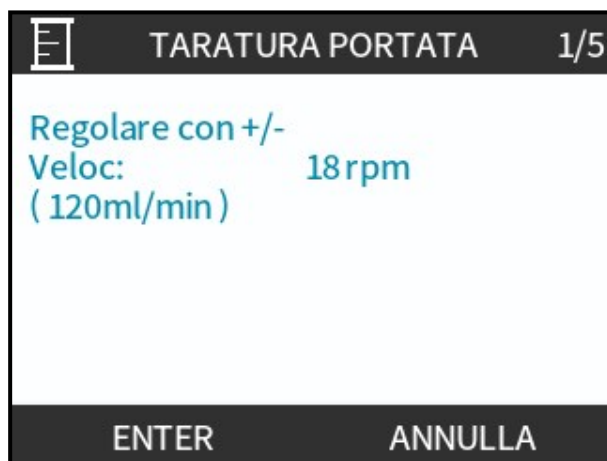 TARATURA PORTATA 1/5
Regolare con +/-
Veloc: 18 rpm
( 120ml/min )
ENTER ANNULLA